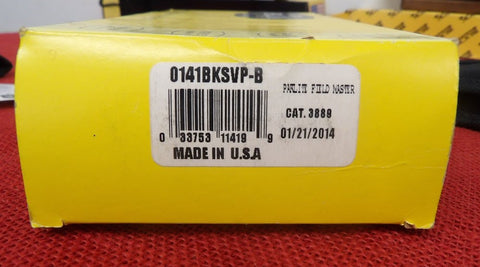 0141BKSVP-B
PARLITE FIELD MASTER
CAT. 3889
0 33753 11419 9
01/21/2014
MADE IN U.S.A